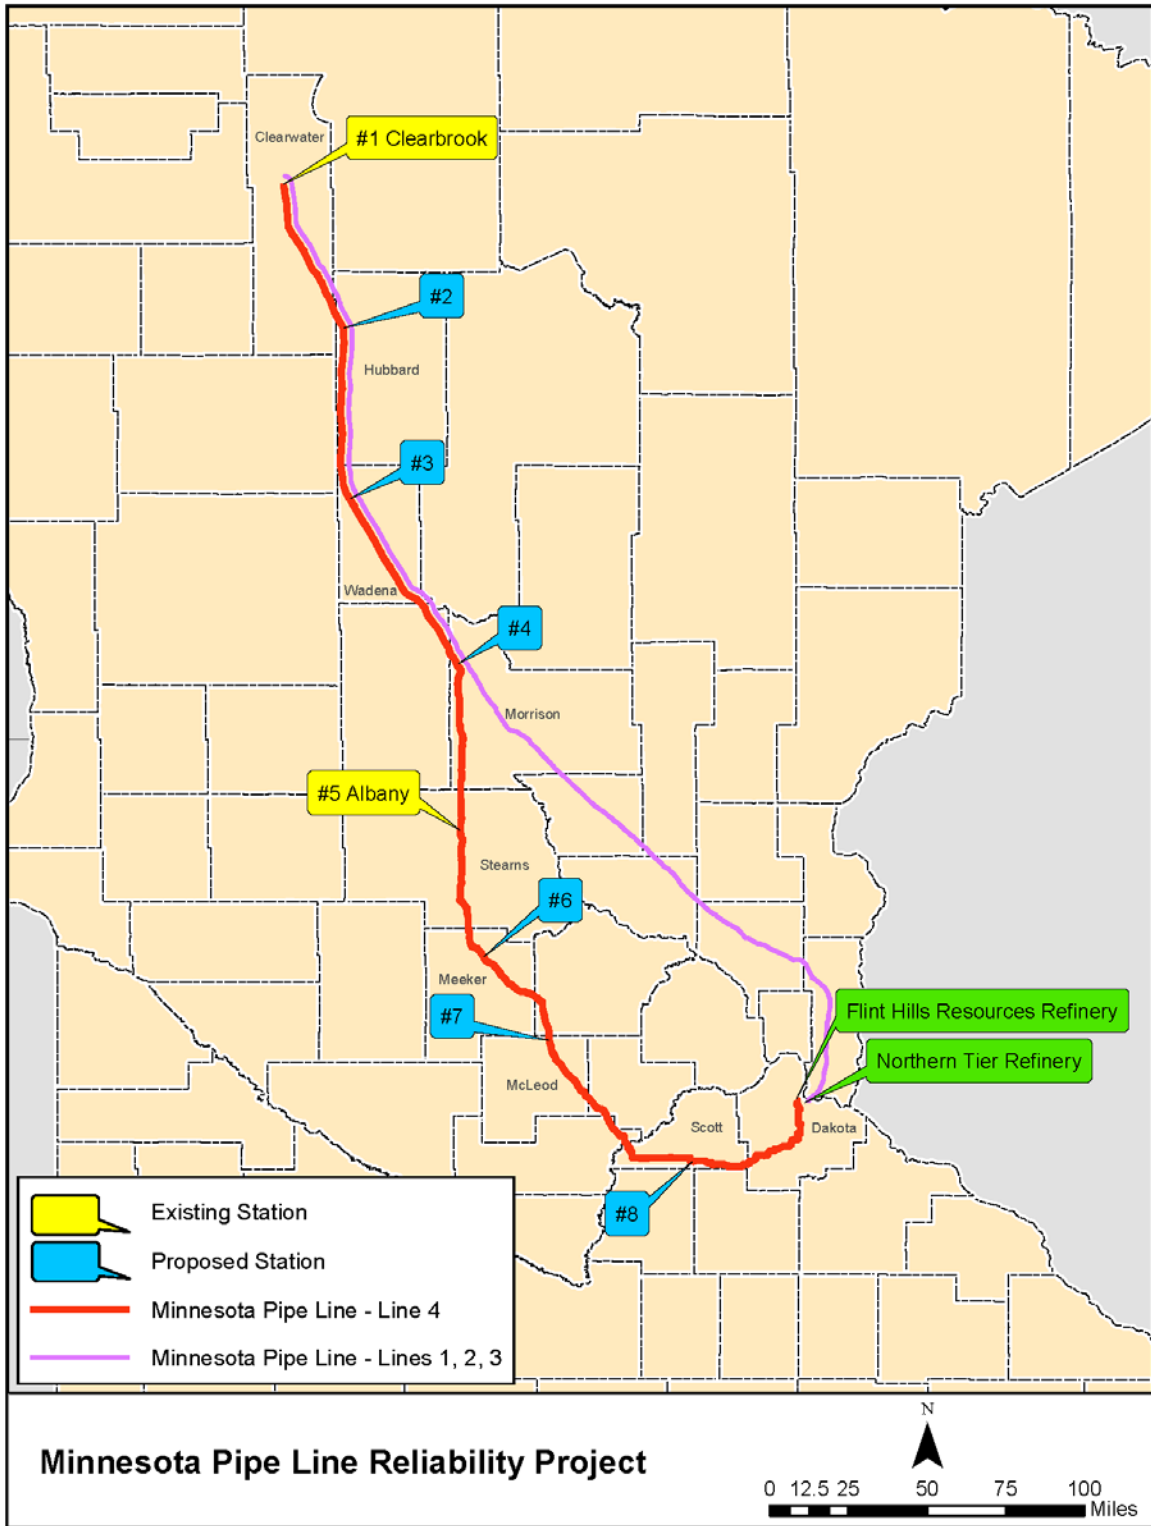 Clearwater
#1 Clearbrook
#2
Hubbard
#3
Wadena
#4
Morrison
#5 Albany
Stearns
#6
Meeker
#7
Flint Hills Resources Refinery
Northern Tier Refinery
McLeod
Scott
Dakota
#8
Existing Station
Proposed Station
Minnesota Pipe Line - Line 4
Minnesota Pipe Line - Lines 1, 2, 3
N
Minnesota Pipe Line Reliability Project
0 12.5 25 50 75 100
Miles